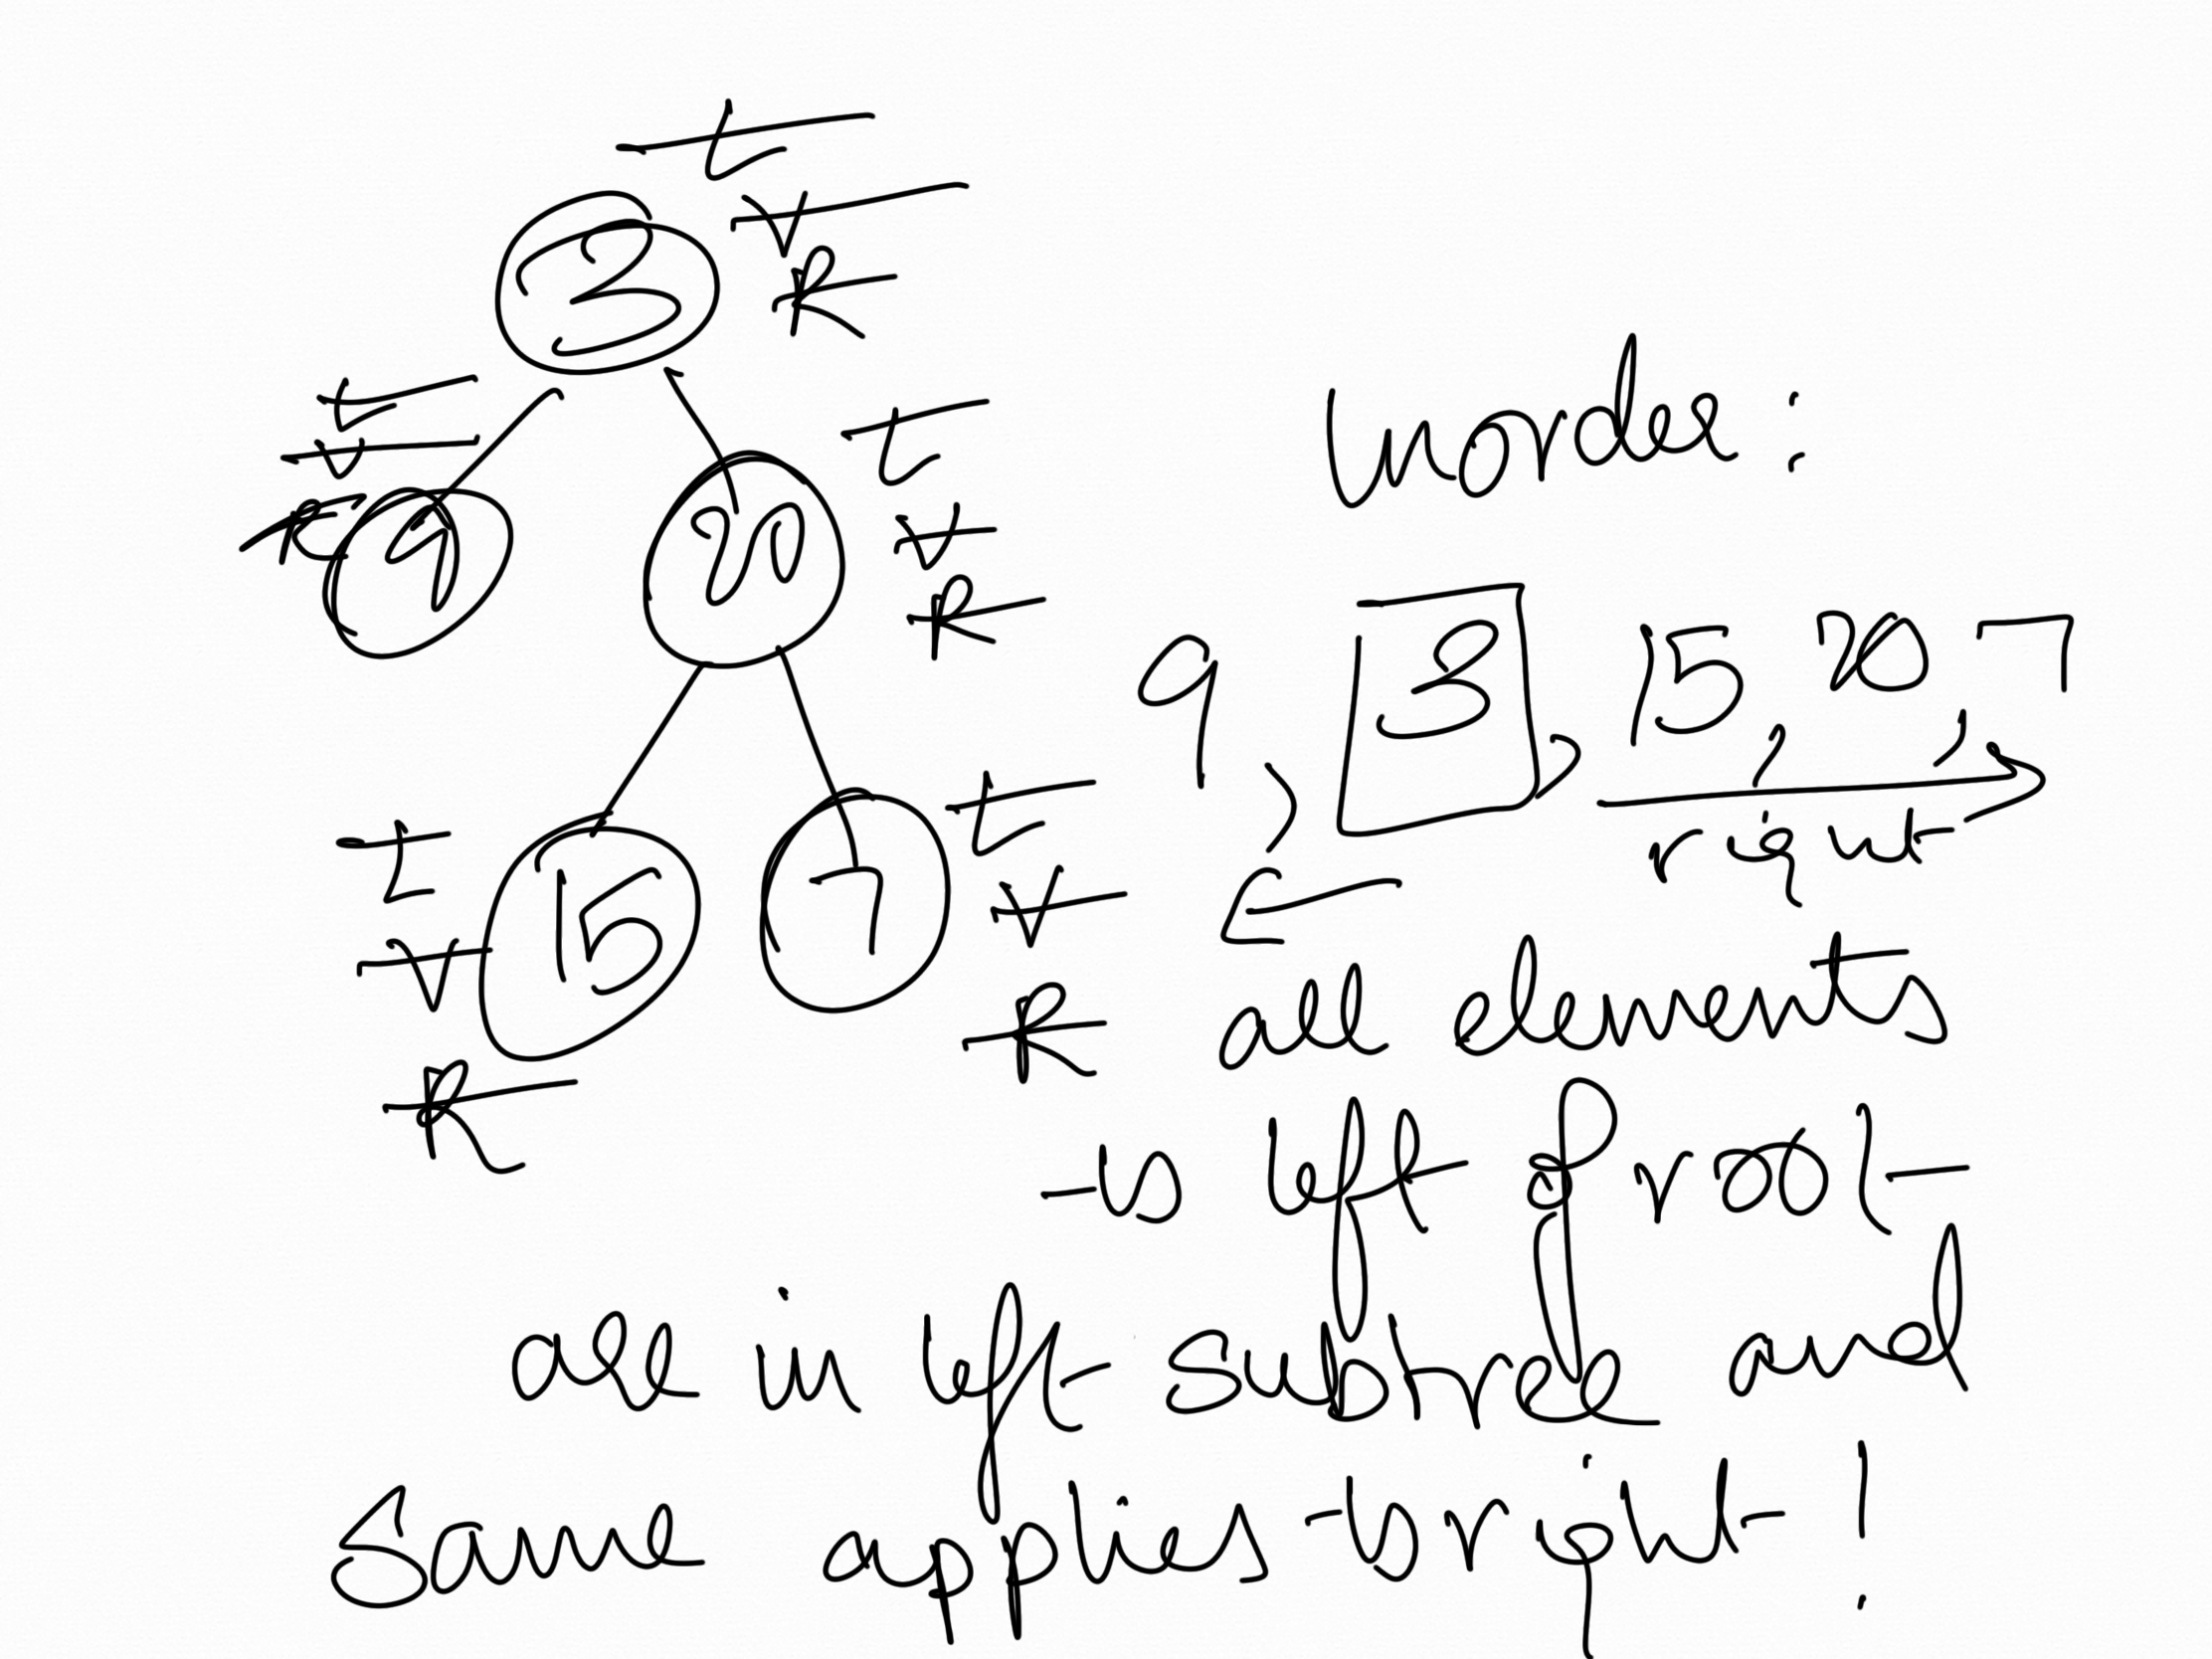 L
V
R
3
L
V
R
9
20
L
V
R
L
V
R
15
7
L
V
R
Inorder:
9, 3, 15, 20, 7
right
all elements
to left of root
all in left subtree and
same applies to right!